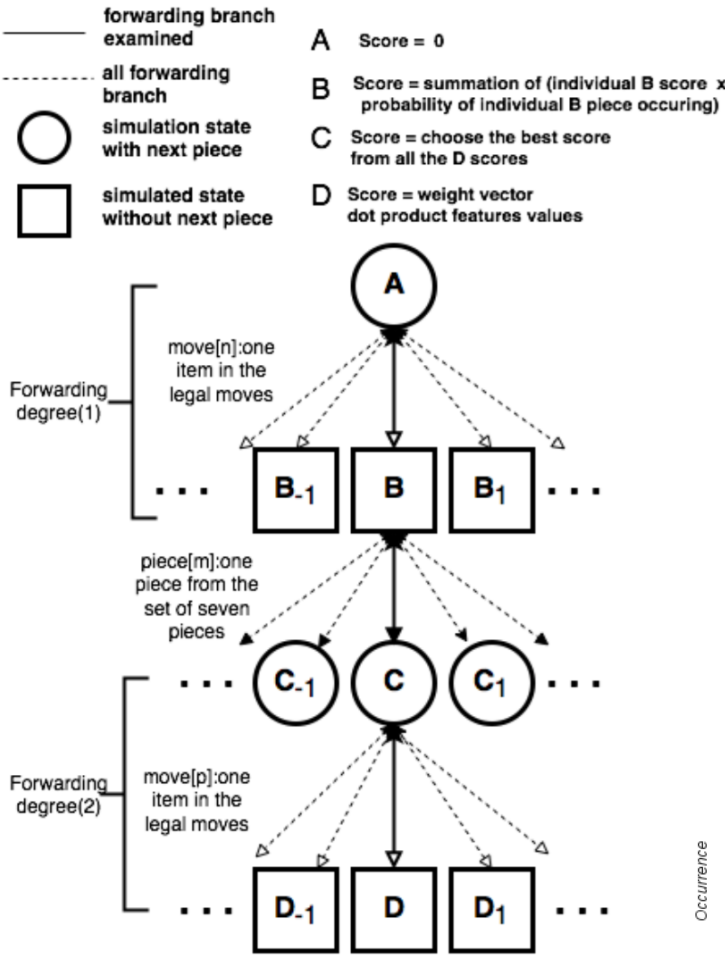 forwarding branch
examined
all forwarding
branch
simulation state
with next piece
simulated state
without next piece
A Score = 0
B Score = summation of (individual B score x
probability of individual B piece occuring)
C Score = choose the best score
from all the D scores
D Score = weight vector
dot product features values
A
move[n]:one
item in the
legal moves
Forwarding
degree(1)
... B-1 B B1 ...
piece[m]:one
piece from the
set of seven
pieces
... C-1 C C1 ...
Forwarding
degree(2)
move[p]:one
item in the
legal moves
... D-1 D D1 ...
Occurrence